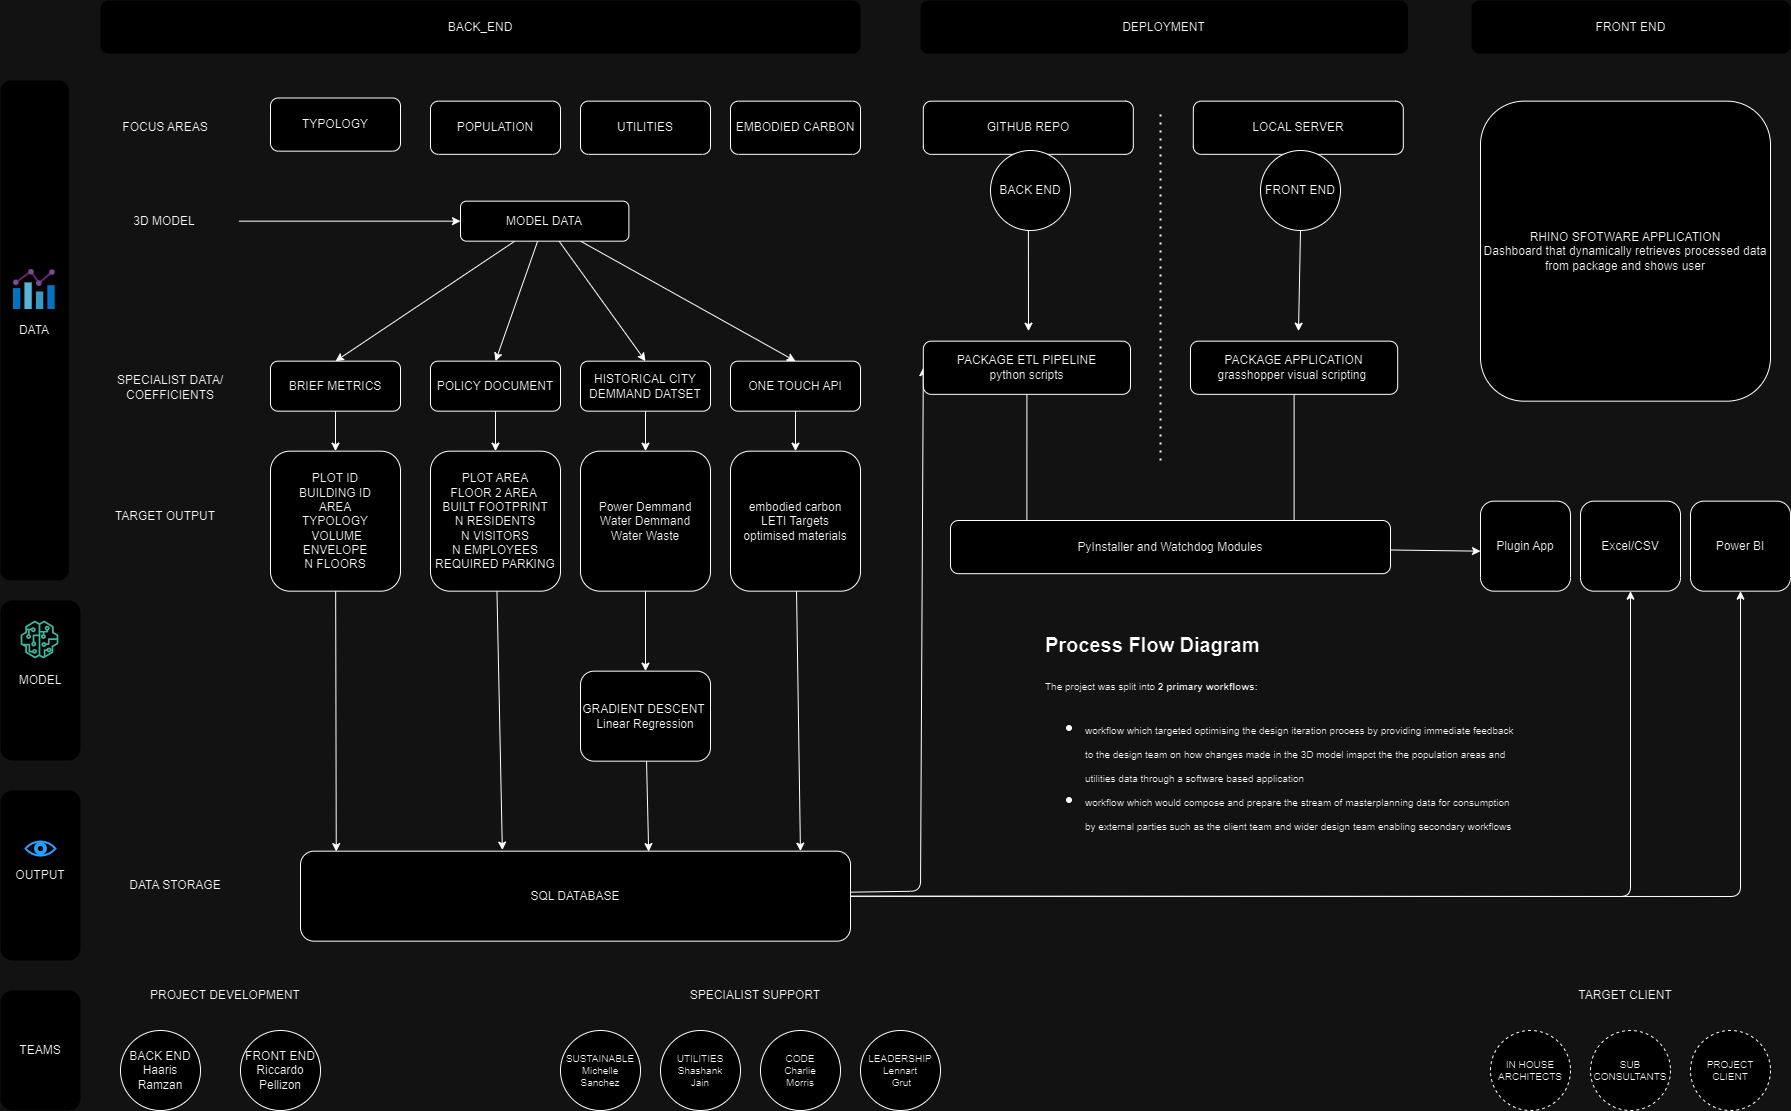 BACK_END
DEPLOYMENT
FRONT END
FOCUS AREAS
TYPOLOGY
POPULATION
UTILITIES
EMBODIED CARBON
GITHUB REPO
LOCAL SERVER
BACK END
FRONT END
3D MODEL
MODEL DATA
RHINO SFOTWARE APPLICATION
Dashboard that dynamically retrieves processed data
from package and shows user
DATA
SPECIALIST DATA/
COEFFICIENTS
BRIEF METRICS
POLICY DOCUMENT
HISTORICAL CITY
DEMMAND DATSET
ONE TOUCH API
PACKAGE ETL PIPELINE
python scripts
PACKAGE APPLICATION
grasshopper visual scripting
TARGET OUTPUT
PLOT ID
BUILDING ID
AREA
TYPOLOGY
VOLUME
ENVELOPE
N FLOORS
PLOT AREA
FLOOR 2 AREA
BUILT FOOTPRINT
N RESIDENTS
N VISITORS
N EMPLOYEES
REQUIRED PARKING
Power Demmand
Water Demmand
Water Waste
embodied carbon
LETI Targets
optimised materials
PyInstaller and Watchdog Modules
Plugin App
Excel/CSV
Power BI
MODEL
GRADIENT DESCENT
Linear Regression
Process Flow Diagram
The project was split into 2 primary workflows:
workflow which targeted optimising the design iteration process by providing immediate feedback
to the design team on how changes made in the 3D model imapct the the population areas and
utilities data through a software based application
workflow which would compose and prepare the stream of masterplanning data for consumption
by external parties such as the client team and wider design team enabling secondary workflows
OUTPUT
DATA STORAGE
SQL DATABASE
PROJECT DEVELOPMENT
SPECIALIST SUPPORT
TARGET CLIENT
TEAMS
BACK END
Haaris
Ramzan
FRONT END
Riccardo
Pellizon
SUSTAINABLE
Michelle
Sanchez
UTILITIES
Shashank
Jain
CODE
Charlie
Morris
LEADERSHIP
Lennart
Grut
IN HOUSE
ARCHITECTS
SUB
CONSULTANTS
PROJECT
CLIENT